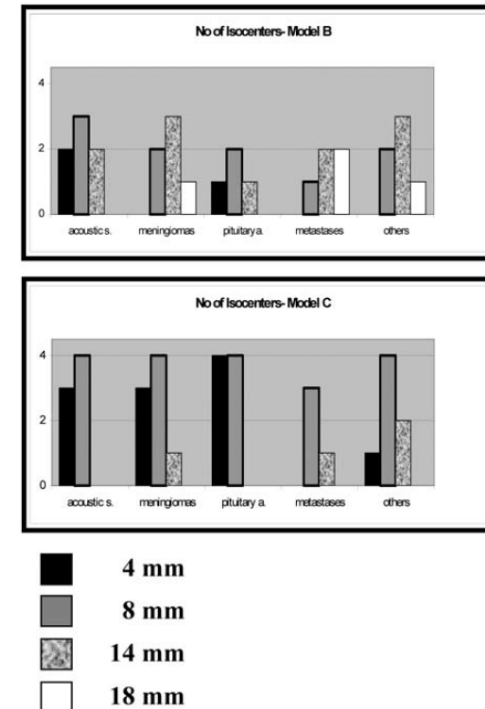 No of Isocenters- Model B
4
2
0
acoustic s. meningiomas pituitary a. metastases others
No of Isocenters- Model C
4
2
0
acoustic s. meningiomas pituitary a. metastases others
4 mm
8 mm
14 mm
18 mm